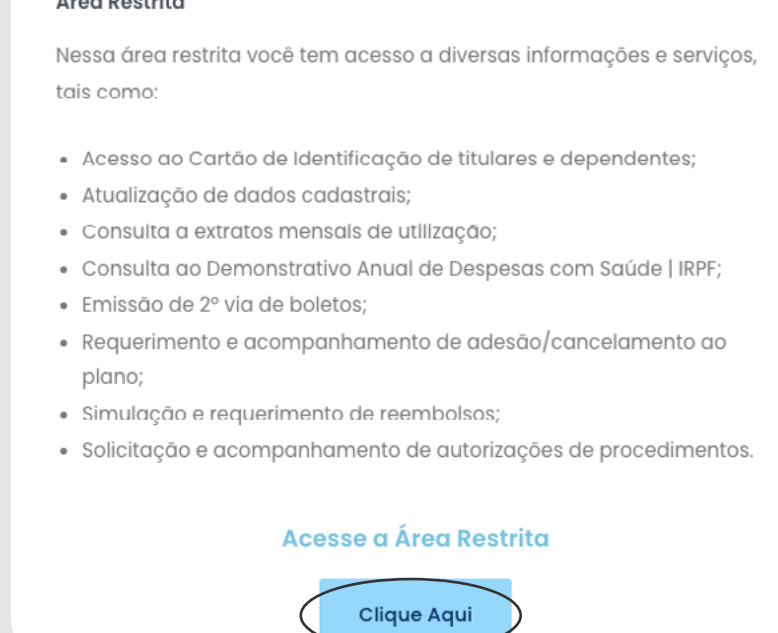 Área Restrita
Nessa área restrita você tem acesso a diversas informações e serviços,
tais como:
• Acesso ao Cartão de Identificação de titulares e dependentes;
• Atualização de dados cadastrais;
• Consulta a extratos mensais de utilização;
• Consulta ao Demonstrativo Anual de Despesas com Saúde | IRPF;
• Emissão de 2º via de boletos;
• Requerimento e acompanhamento de adesão/cancelamento ao
plano;
• Simulação e requerimento de reembolsos;
• Solicitação e acompanhamento de autorizações de procedimentos.
Acesse a Área Restrita
Clique Aqui